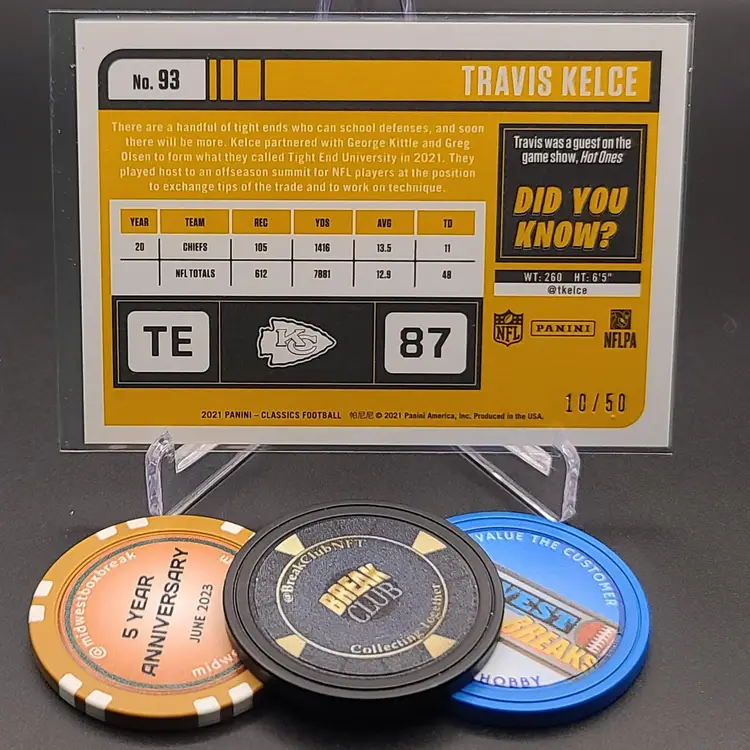 No. 93
TRAVIS KELCE
There are a handful of tight ends who can school defenses, and soon
there will be more. Kelce partnered with George Kittle and Greg
Olsen to form what they called Tight End University in 2021. They
played host to an offseason summit for NFL players at the position
to exchange tips of the trade and to work on technique.
Travis was a guest on the
game show, Hot Ones
DID YOU
KNOW?
YEAR TEAM REC YDS AVG TD
20 CHIEFS 105 1416 13.5 11
NFL TOTALS 612 7881 12.9 48
WT: 260 HT: 6'5"
@tkelce
TE
KC
87
NFL
PANINI
NFLPA
10/50
2021 PANINI – CLASSICS FOOTBALL 帕尼尼 © 2021 Panini America, Inc. Produced in the USA.
@midwestboxbreak
5 YEAR
ANNIVERSARY
JUNE 2023
midw
@BreakClubNFT
BREAK
CLUB
Collecting Together
VALUE THE CUSTOMER
WEST
BREAKS
HOBBY